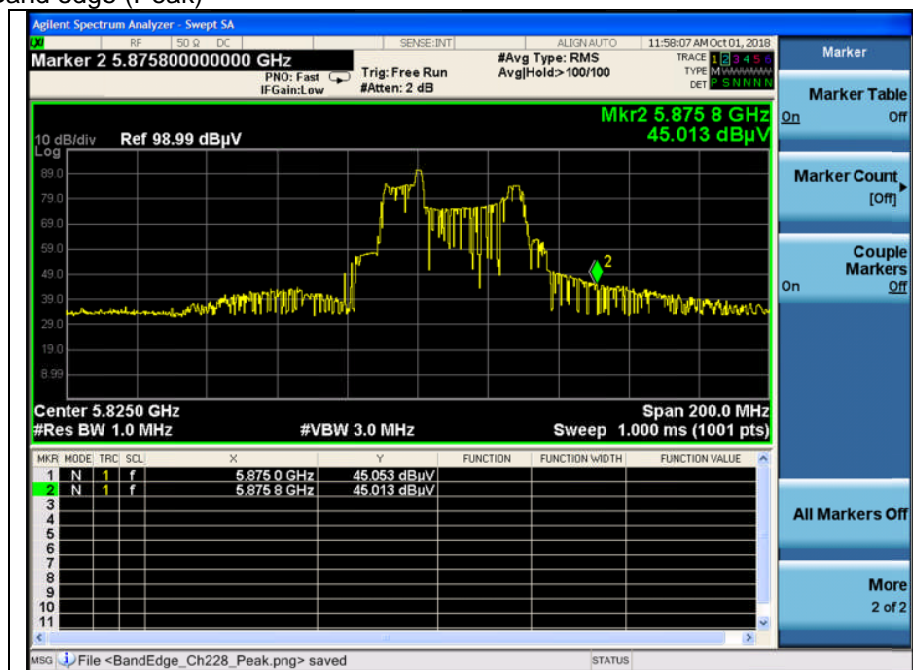 Band edge (Peak)
Agilent Spectrum Analyzer - Swept SA
RF 50 Ω DC SENSE:INT ALIGN AUTO 11:58:07 AM Oct 01, 2018
Marker 2 5.875800000000 GHz
PNO: Fast
IFGain:Low
Trig: Free Run
#Atten: 2 dB
#Avg Type: RMS
Avg|Hold:>100/100
TRACE 1 2 3 4 5 6
TYPE M
DET P S N N N N
Marker
Marker Table
On Off
Marker Count
[Off]
Couple Markers
On Off
All Markers Off
More
2 of 2
Mkr2 5.875 8 GHz
45.013 dBµV
10 dB/div Ref 98.99 dBµV
Log
89.0
79.0
69.0
59.0
49.0
39.0
29.0
19.0
8.99
2
Center 5.8250 GHz Span 200.0 MHz
#Res BW 1.0 MHz #VBW 3.0 MHz Sweep 1.000 ms (1001 pts)
MKR MODE TRC SCL X Y FUNCTION FUNCTION WIDTH FUNCTION VALUE
1 N 1 f 5.875 0 GHz 45.053 dBµV
2 N 1 f 5.875 8 GHz 45.013 dBµV
3
4
5
6
7
8
9
10
11
MSG File <BandEdge_Ch228_Peak.png> saved STATUS